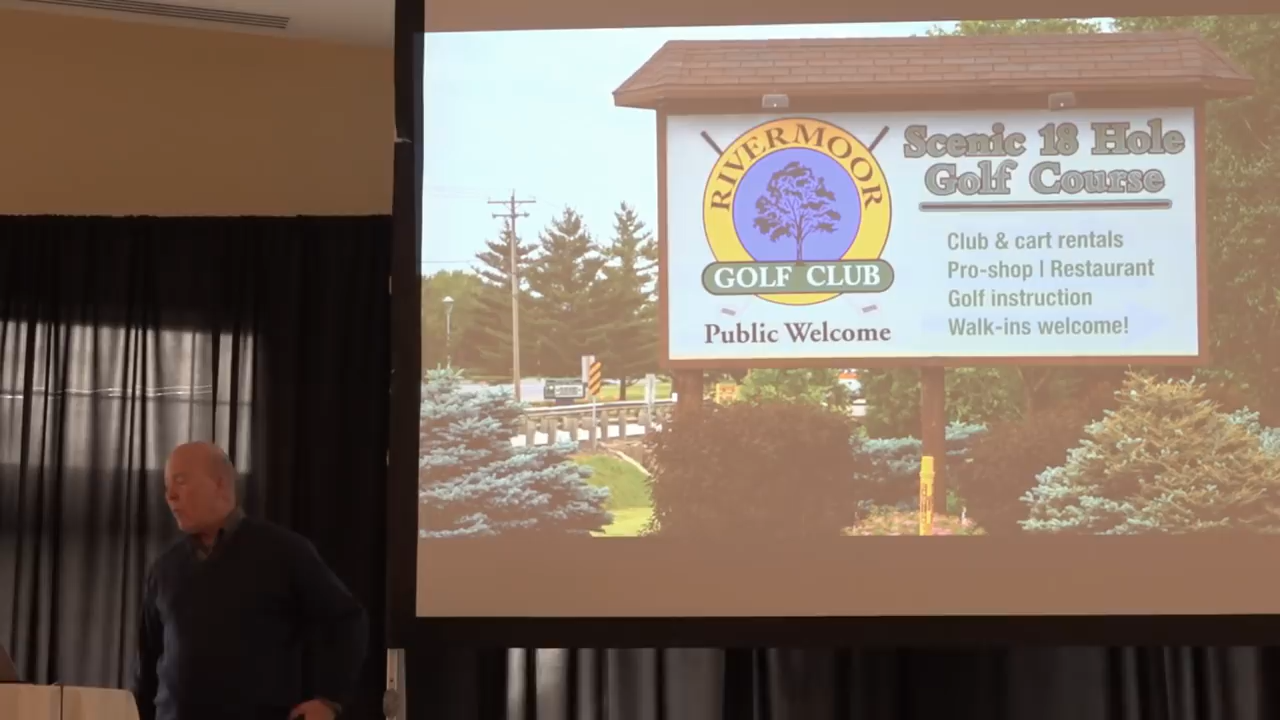 RIVERMOOR
GOLF CLUB
Public Welcome
Scenic 18 Hole
Golf Course
Club & cart rentals
Pro-shop | Restaurant
Golf instruction
Walk-ins welcome!